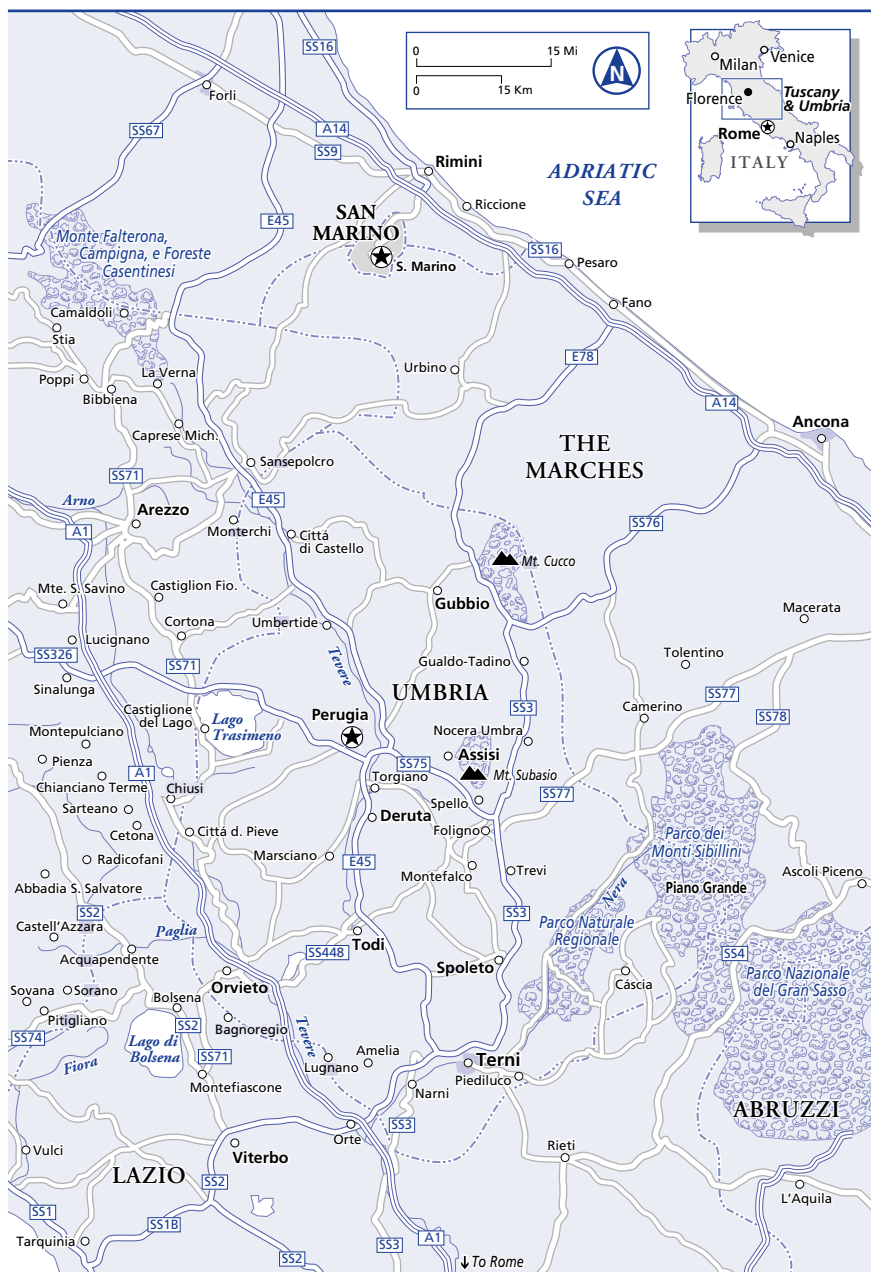 SS16
0 15 Mi
0 15 Km
N
Milan
Venice
Florence
Tuscany
& Umbria
Rome
Naples
ITALY
Forli
SS67
A14
SS9
Rimini
ADRIATIC
SEA
E45
SAN
MARINO
Riccione
Monte Falterona,
Campigna, e Foreste
Casentinesi
S. Marino
SS16
Pesaro
Fano
Camaldoli
Stia
E78
Urbino
La Verna
Poppi
Bibbiena
A14
Ancona
Caprese Mich.
THE
MARCHES
Sansepolcro
SS71
Arno
E45
Arezzo
A1
Monterchi
Cittá
di Castello
SS76
Mt. Cucco
Mte. S. Savino
Castiglion Fio.
Gubbio
Macerata
Cortona
Umbertide
Lucignano
SS326
SS71
Tevere
Gualdo-Tadino
Tolentino
Sinalunga
UMBRIA
SS77
Castiglione
del Lago
Lago
Trasimeno
Perugia
SS3
Camerino
SS78
Montepulciano
Nocera Umbra
Pienza
Assisi
A1
SS75
Mt. Subasio
Chianciano Terme
Chiusi
Torgiano
SS77
Sarteano
Spello
Deruta
Cetona
Cittá d. Pieve
Foligno
Parco dei
Monti Sibillini
Radicofani
Marsciano
E45
Montefalco
Trevi
Ascoli Piceno
Abbadia S. Salvatore
Nera
Piano Grande
SS2
SS3
Castell'Azzara
Paglia
Todi
Parco Naturale
Regionale
SS448
SS4
Acquapendente
Orvieto
Spoleto
Cáscia
Parco Nazionale
del Gran Sasso
Sovana
Sorano
Bolsena
Pitigliano
SS2
Bagnoregio
Tevere
SS74
Lago di
Bolsena
SS71
Amelia
Lugnano
Terni
Fiora
Montefiascone
Narni
Piediluco
ABRUZZI
Orte
SS3
Vulci
Viterbo
Rieti
LAZIO
SS2
L'Aquila
SS1
SS1B
Tarquinia
SS2
SS3
A1
To Rome